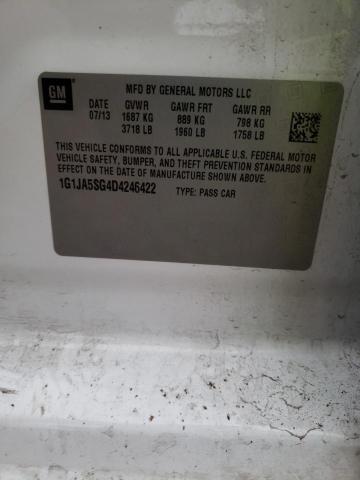 GM
MFD BY GENERAL MOTORS LLC
DATE GVWR GAWR FRT GAWR RR
07/13 1687 KG 889 KG 798 KG
3718 LB 1960 LB 1758 LB
THIS VEHICLE CONFORMS TO ALL APPLICABLE U.S. FEDERAL MOTOR
VEHICLE SAFETY, BUMPER, AND THEFT PREVENTION STANDARDS IN
EFFECT ON THE DATE OF MANUFACTURE SHOWN ABOVE.
1G1JA5SG4D4246422 TYPE: PASS CAR